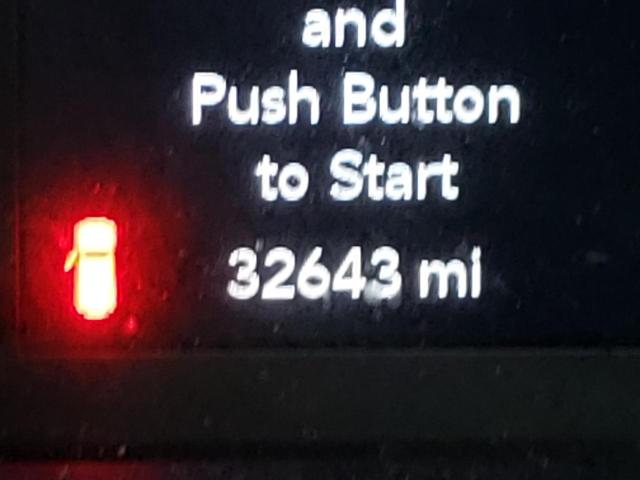 and
Push Button
to Start
32643 mi